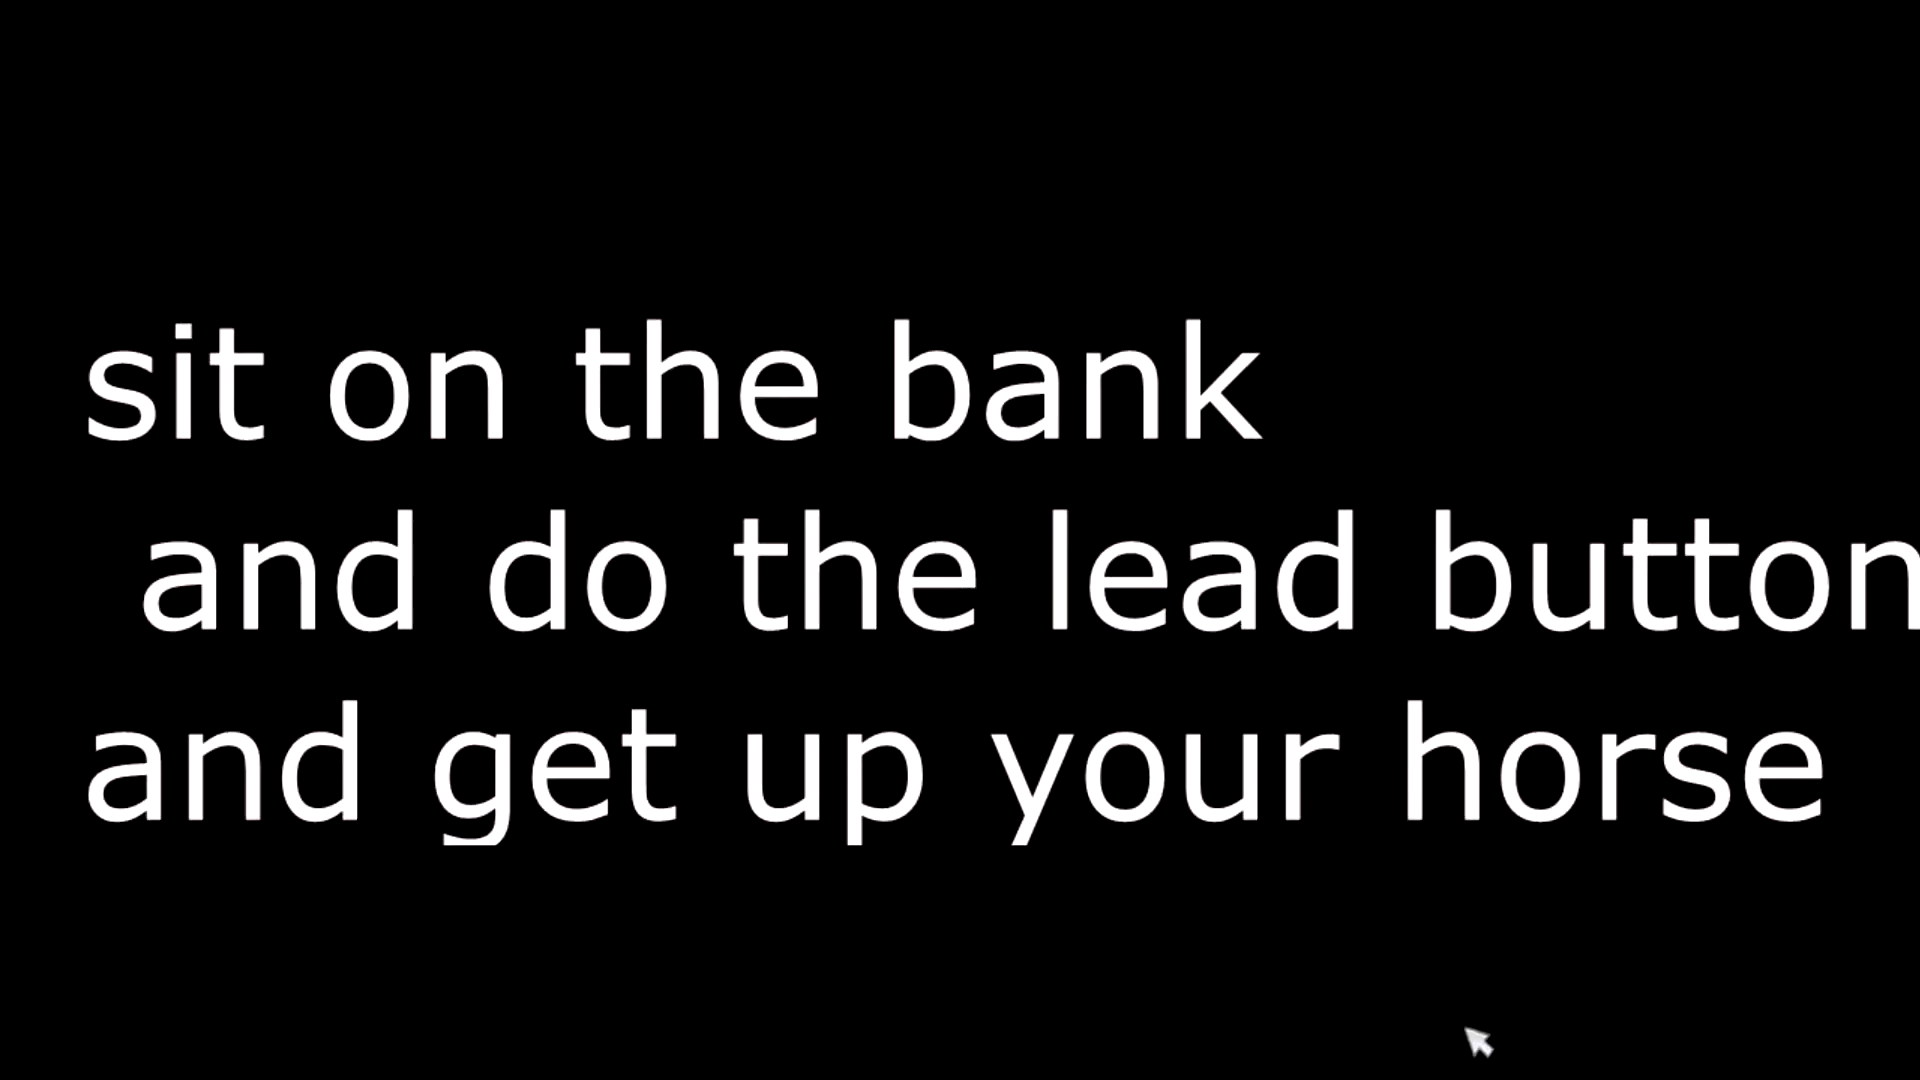 sit on the bank
and do the lead button
and get up your horse